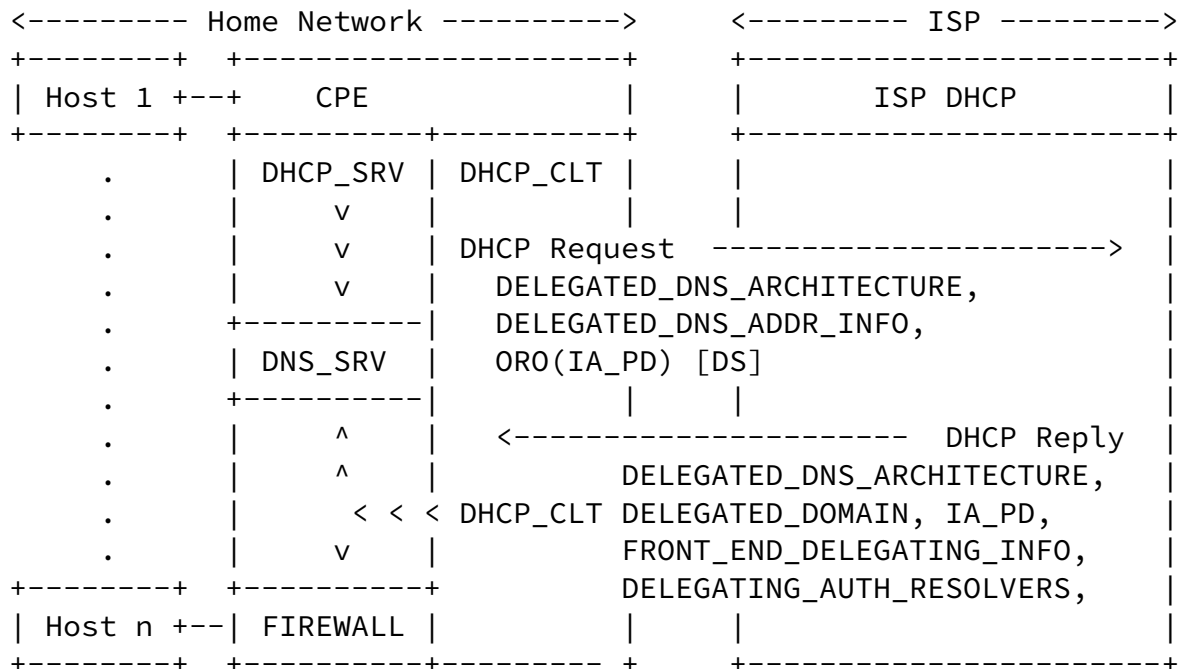 <--------- Home Network ---------->     <--------- ISP --------->
+--------+  +---------------------+     +-----------------------+
| Host 1 +--+    CPE              |     |       ISP DHCP        |
+--------+  +----------+----------+     +-----------------------+
     .      | DHCP_SRV | DHCP_CLT |     |                       |
     .      |     v    |          |     |                       |
     .      |     v    | DHCP Request  ---------------------->  |
     .      |     v    |   DELEGATED_DNS_ARCHITECTURE,          |
     .      +----------|   DELEGATED_DNS_ADDR_INFO,             |
     .      | DNS_SRV  |   ORO(IA_PD) [DS]                      |
     .      +----------|          |     |                       |
     .      |     ^    |   <---------------------- DHCP Reply  |
     .      |     ^    |          DELEGATED_DNS_ARCHITECTURE,   |
     .      |      < < < DHCP_CLT DELEGATED_DOMAIN, IA_PD,       |
     .      |     v    |          FRONT_END_DELEGATING_INFO,    |
+--------+  +----------+          DELEGATING_AUTH_RESOLVERS,    |
| Host n +--| FIREWALL |          |     |                       |
+--------+  +----------+--------- +     +-----------------------+